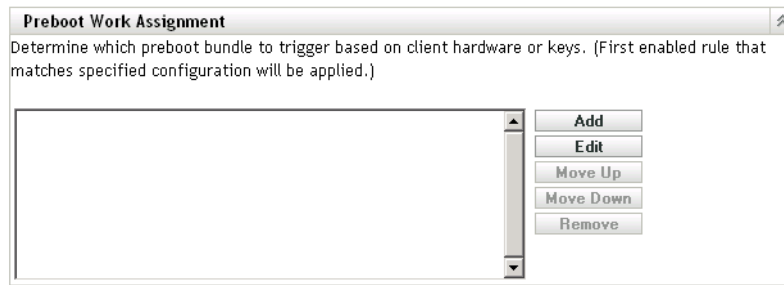 Preboot Work Assignment
Determine which preboot bundle to trigger based on client hardware or keys. (First enabled rule that
matches specified configuration will be applied.)
Add
Edit
Move Up
Move Down
Remove